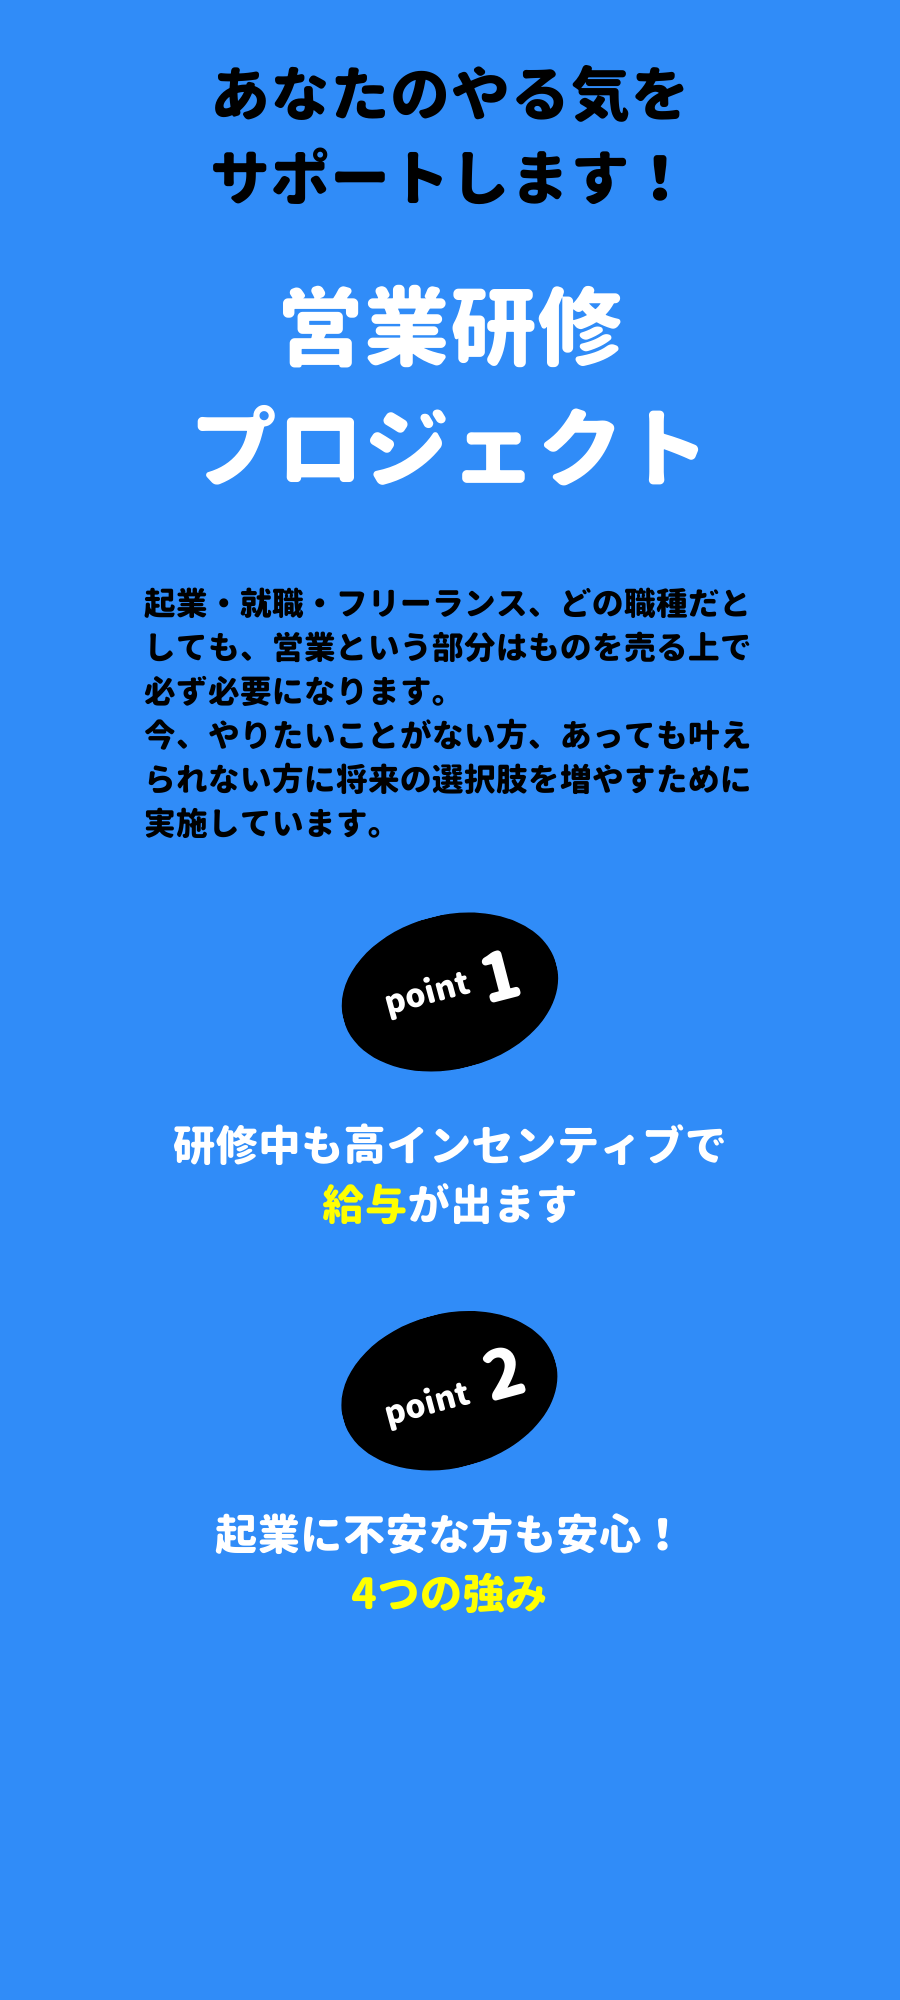 あなたのやる気を
サポートします！
営業研修
プロジェクト
起業・就職・フリーランス、どの職種だと
しても、営業という部分はものを売る上で
必ず必要になります。
今、やりたいことがない方、あっても叶え
られない方に将来の選択肢を増やすために
実施しています。
point 1
研修中も高インセンティブで
給与が出ます
point 2
起業に不安な方も安心！
4つの強み